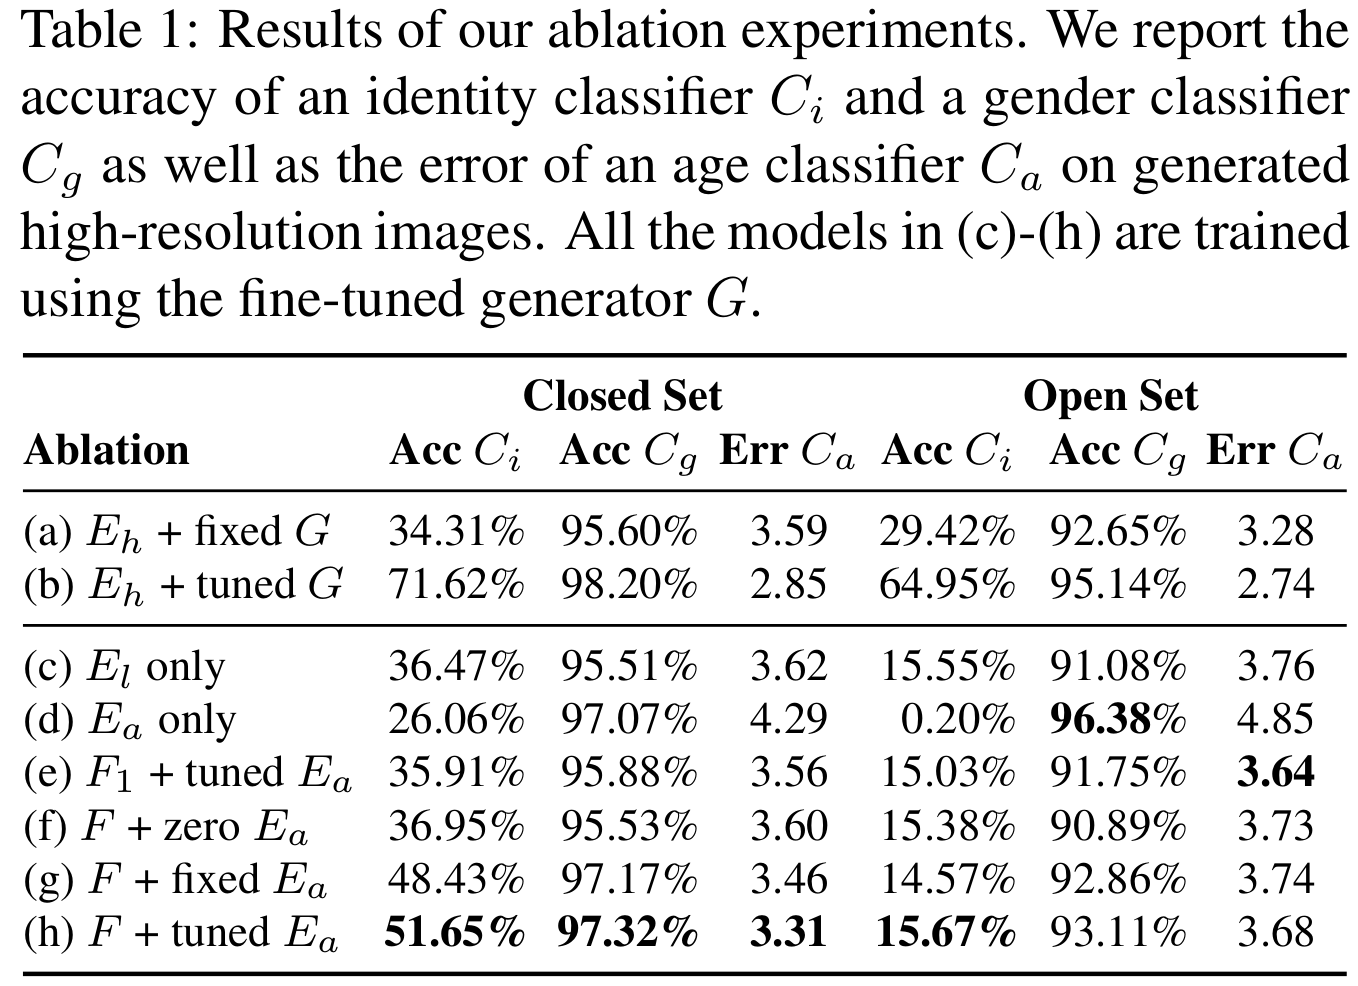 Table 1: Results of our ablation experiments. We report the
accuracy of an identity classifier C_i and a gender classifier
C_g as well as the error of an age classifier C_a on generated
high-resolution images. All the models in (c)-(h) are trained
using the fine-tuned generator G.
Closed Set Open Set
Ablation Acc C_i Acc C_g Err C_a Acc C_i Acc C_g Err C_a
(a) E_h + fixed G 34.31% 95.60% 3.59 29.42% 92.65% 3.28
(b) E_h + tuned G 71.62% 98.20% 2.85 64.95% 95.14% 2.74
(c) E_l only 36.47% 95.51% 3.62 15.55% 91.08% 3.76
(d) E_a only 26.06% 97.07% 4.29 0.20% 96.38% 4.85
(e) F_1 + tuned E_a 35.91% 95.88% 3.56 15.03% 91.75% 3.64
(f) F + zero E_a 36.95% 95.53% 3.60 15.38% 90.89% 3.73
(g) F + fixed E_a 48.43% 97.17% 3.46 14.57% 92.86% 3.74
(h) F + tuned E_a 51.65% 97.32% 3.31 15.67% 93.11% 3.68